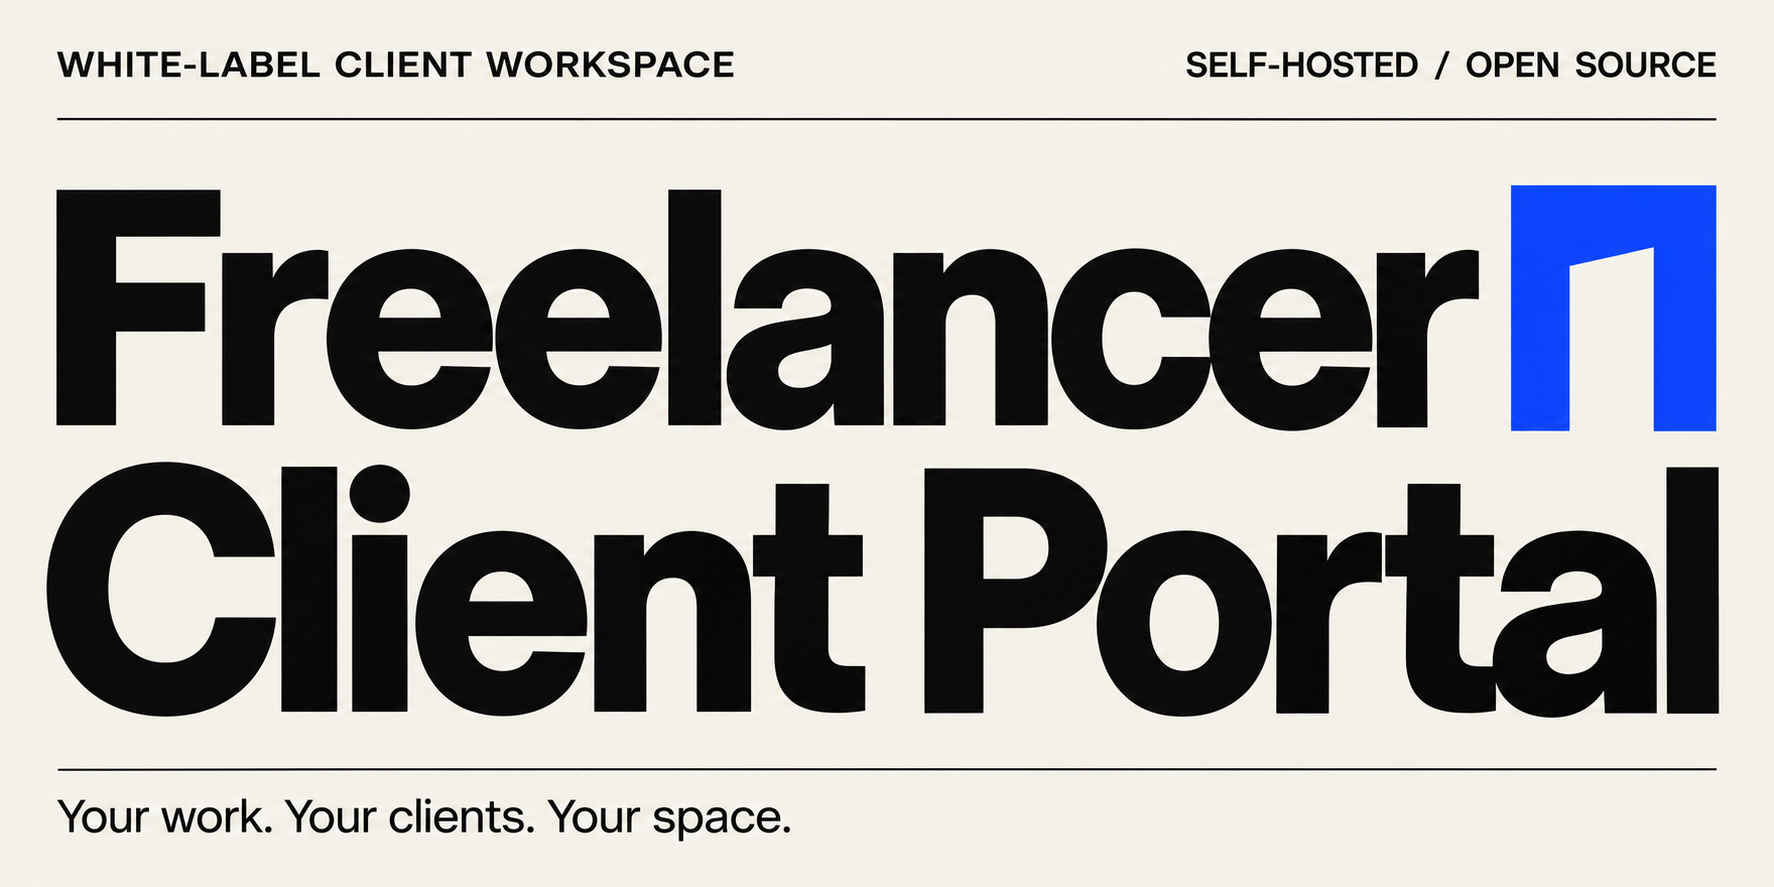 WHITE-LABEL CLIENT WORKSPACE
SELF-HOSTED / OPEN SOURCE
Freelancer
Client Portal
Your work. Your clients. Your space.